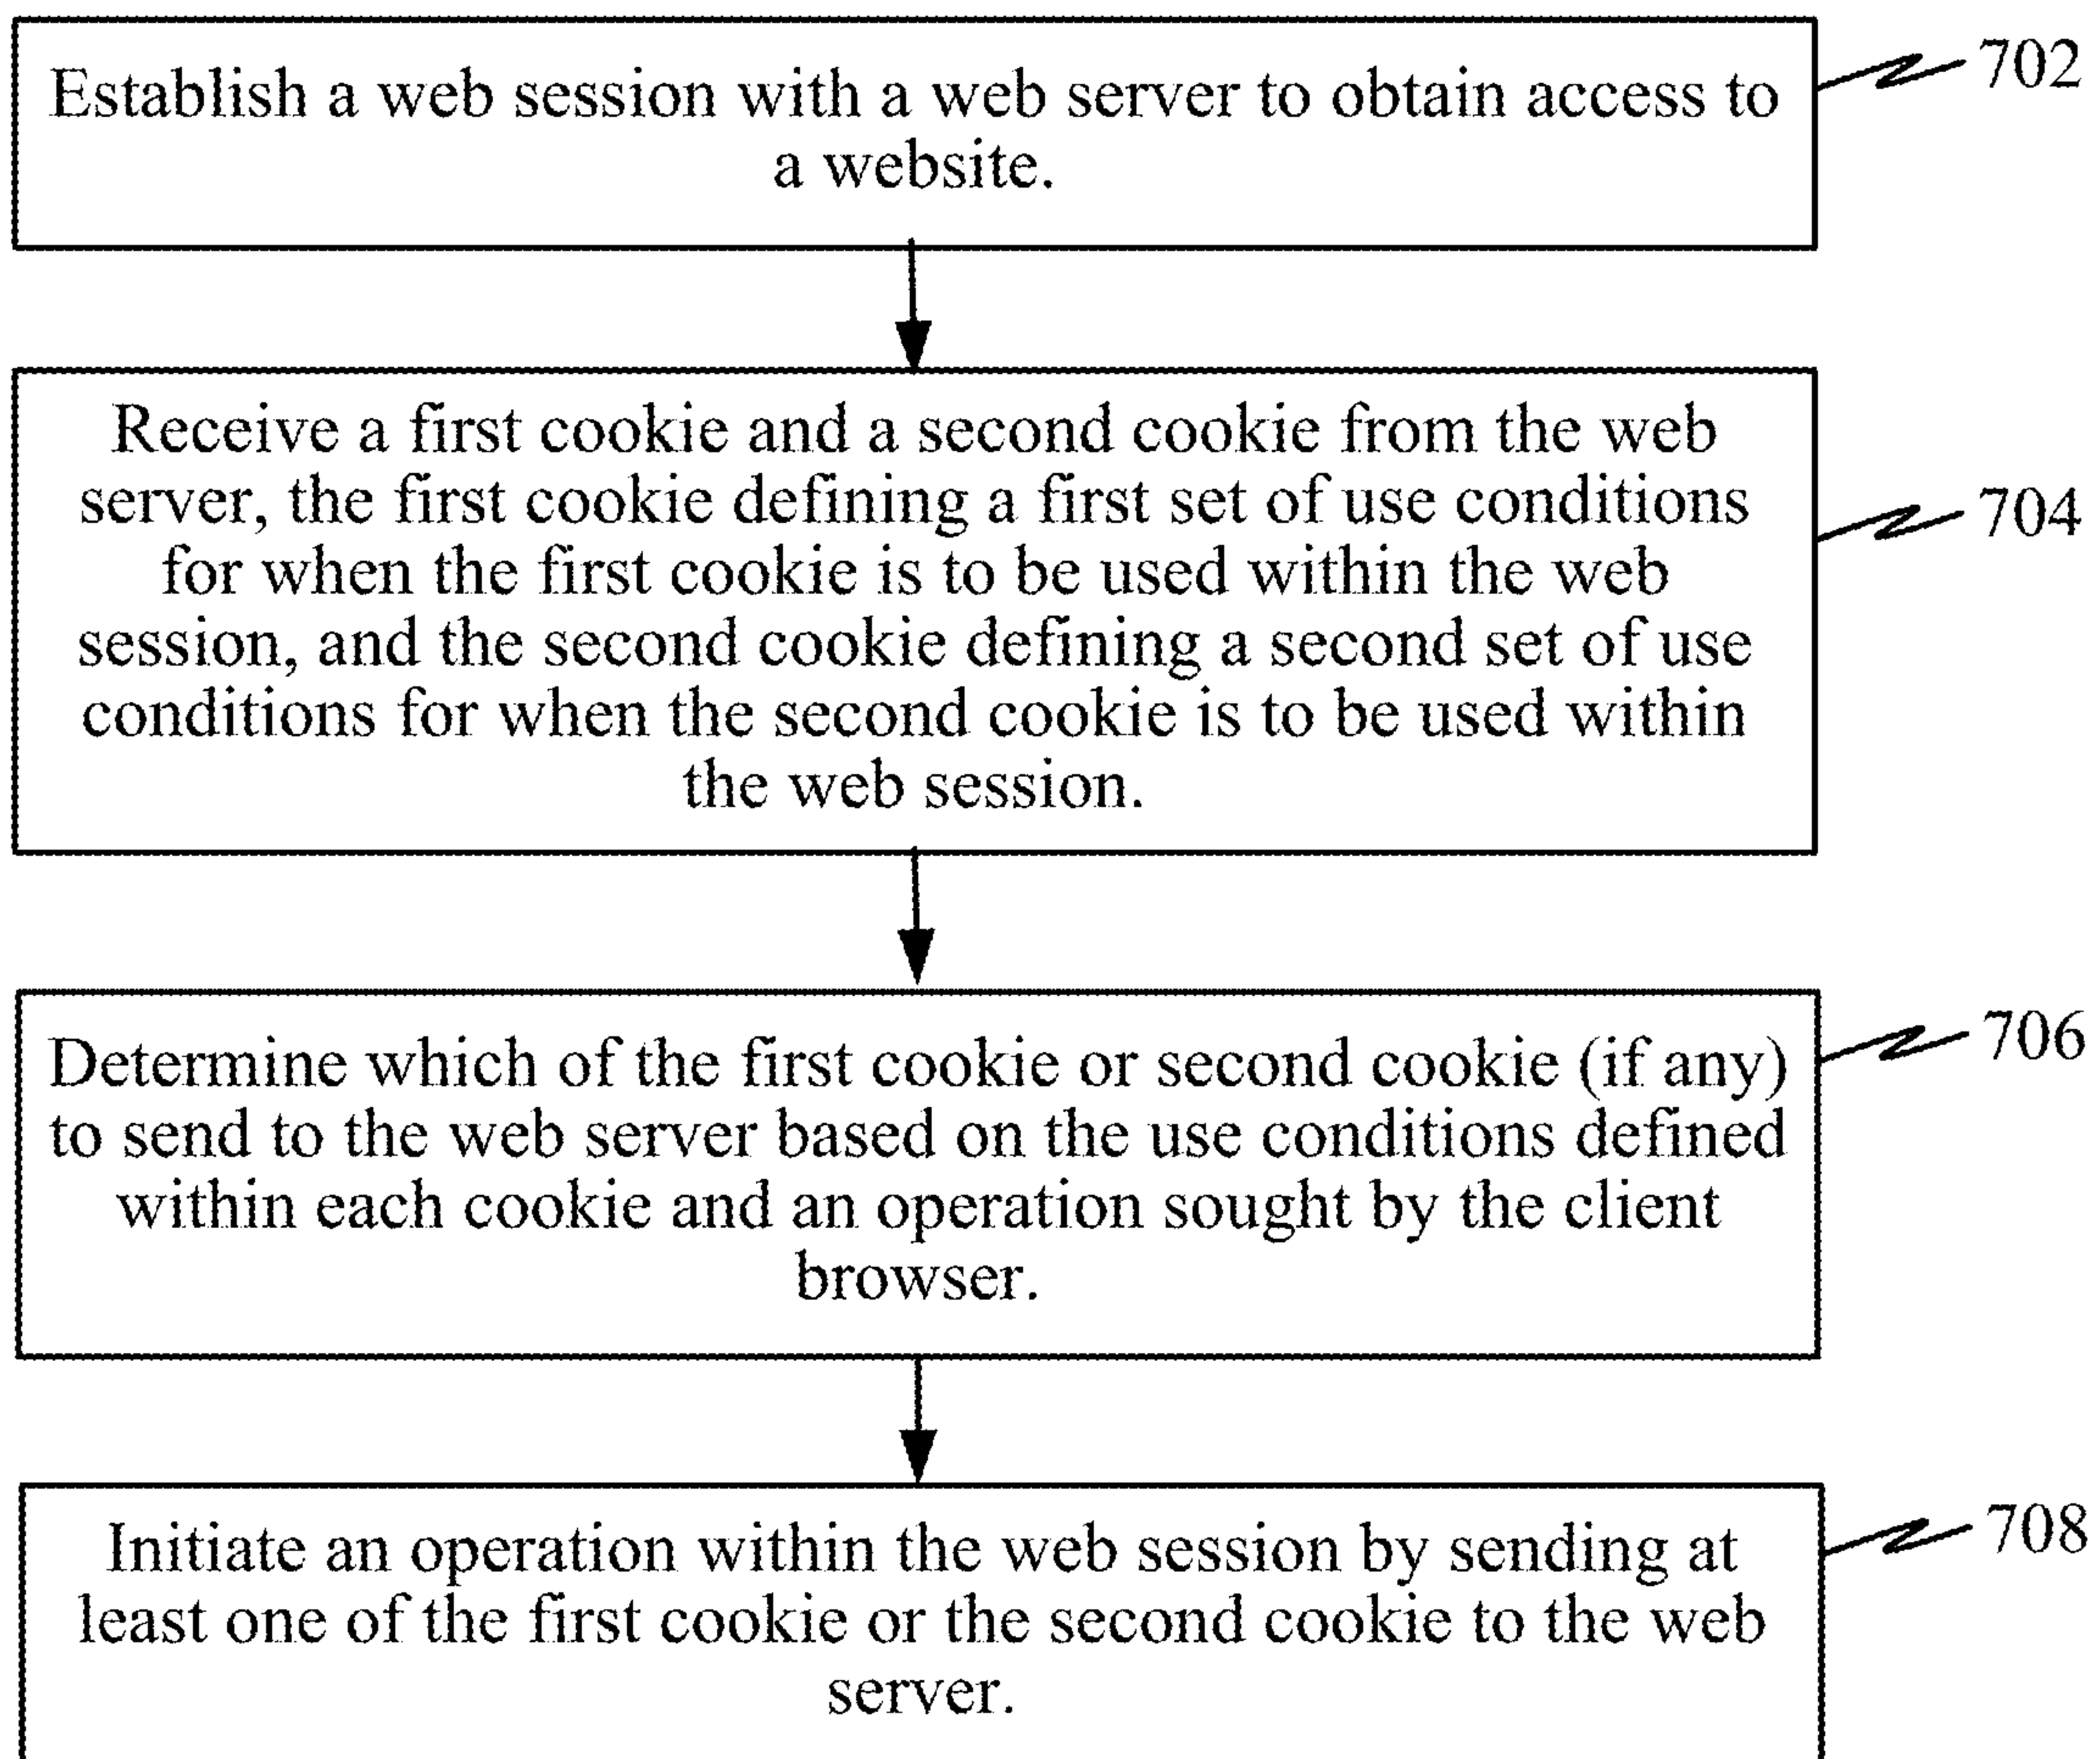 Establish a web session with a web server to obtain access to
a website.
702
Receive a first cookie and a second cookie from the web
server, the first cookie defining a first set of use conditions
for when the first cookie is to be used within the web
session, and the second cookie defining a second set of use
conditions for when the second cookie is to be used within
the web session.
704
Determine which of the first cookie or second cookie (if any)
to send to the web server based on the use conditions defined
within each cookie and an operation sought by the client
browser.
706
Initiate an operation within the web session by sending at
least one of the first cookie or the second cookie to the web
server.
708